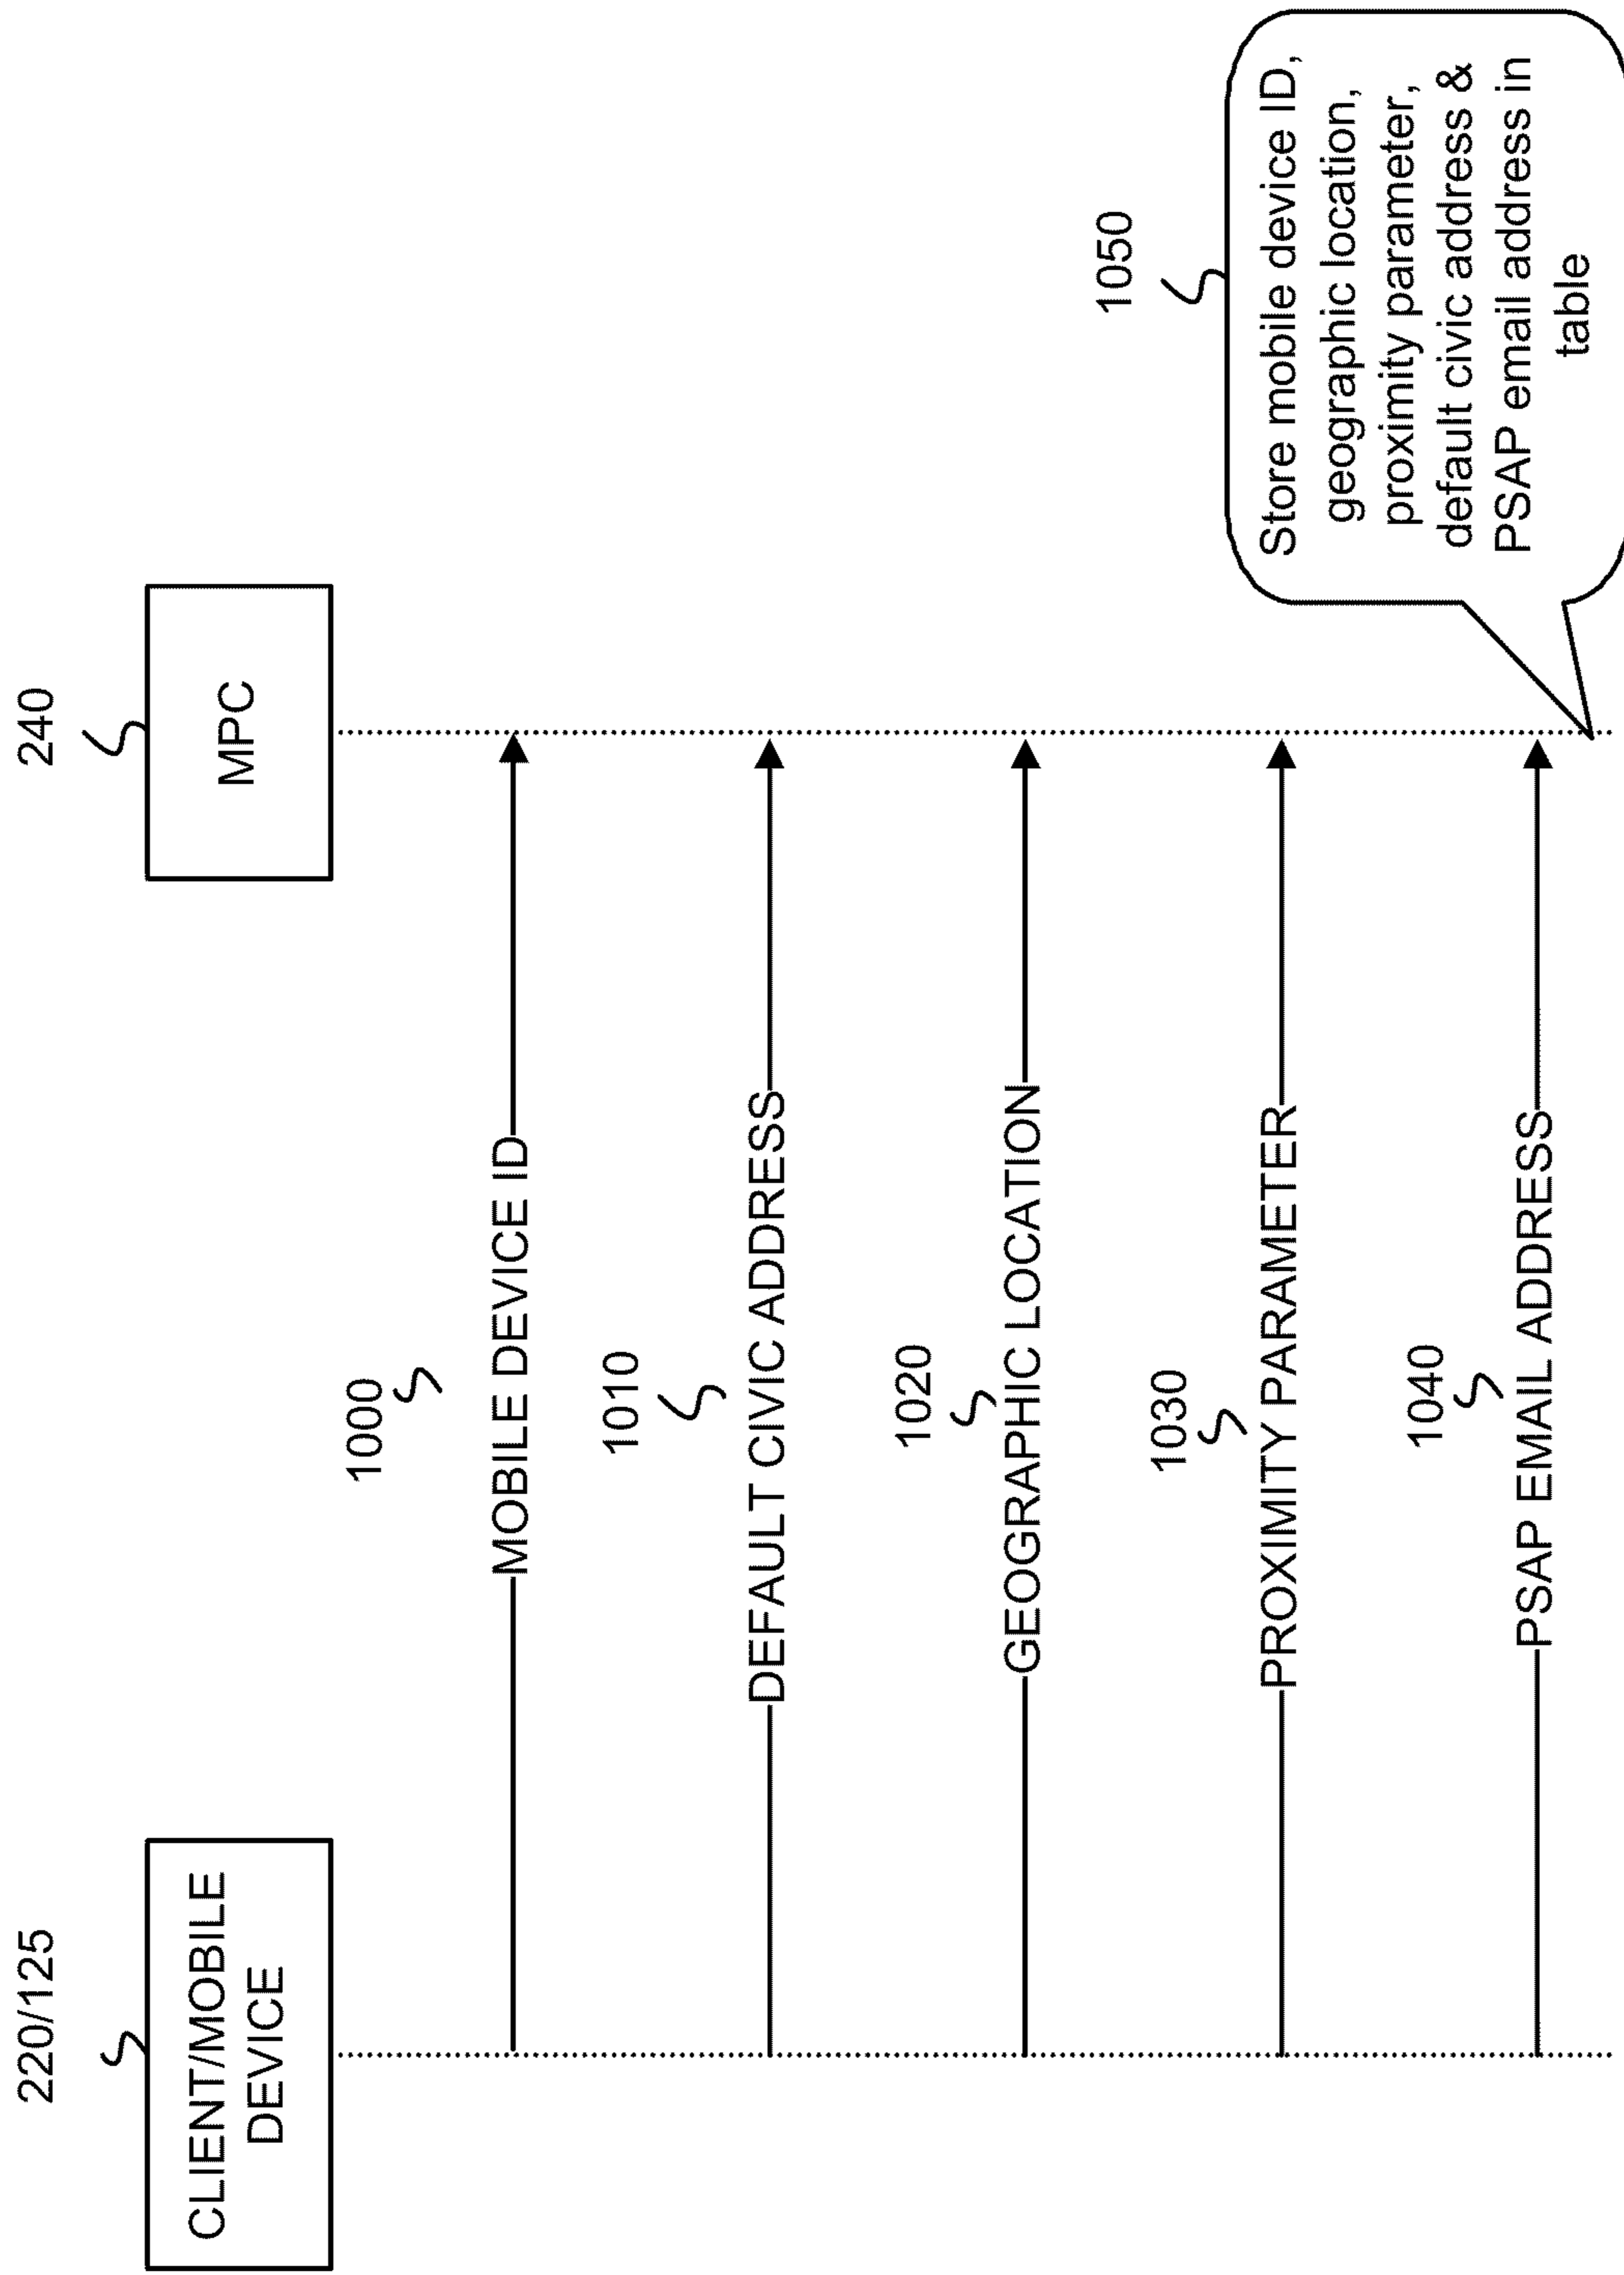 220/125
240
CLIENT/MOBILE
DEVICE
MPC
1000
MOBILE DEVICE ID
1010
DEFAULT CIVIC ADDRESS
1020
GEOGRAPHIC LOCATION
1030
PROXIMITY PARAMETER
1040
PSAP EMAIL ADDRESS
1050
Store mobile device ID,
geographic location,
proximity parameter,
default civic address &
PSAP email address in
table